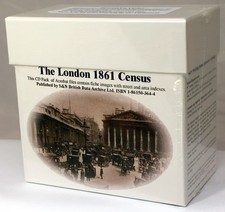 The London 1861 Census
This CD Pack of Acrobat files contain fiche images with street and area indexes.
Published by S&N British Data Archive Ltd. ISBN 1-86150-364-4